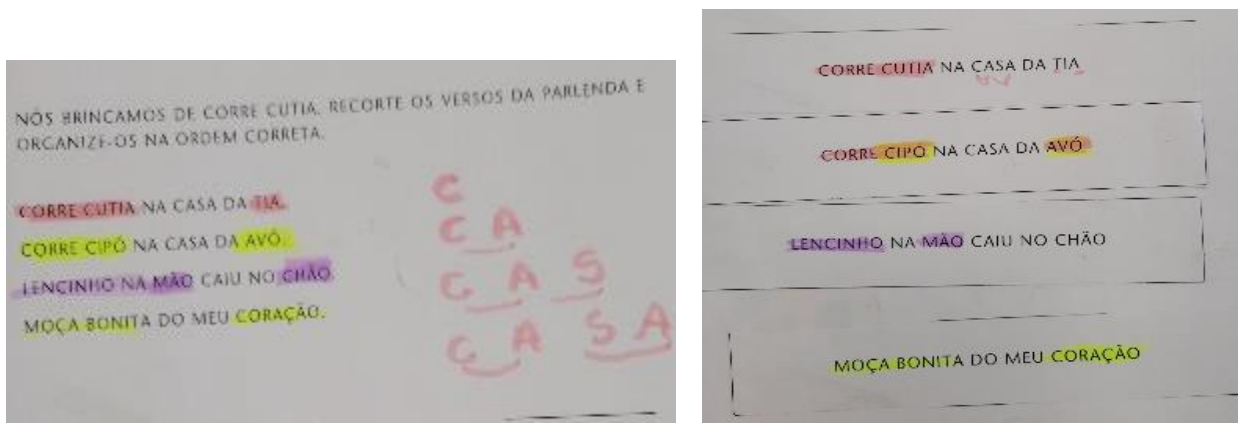 NÓS BRINCAMOS DE CORRE CUTIA. RECORTE OS VERSOS DA PARLENDA E
ORGANIZE-OS NA ORDEM CORRETA.
CORRE CUTIA NA CASA DA TIA.
CORRE CIPÓ NA CASA DA AVÓ.
LENCINHO NA MÃO CAIU NO CHÃO.
MOÇA BONITA DO MEU CORAÇÃO.
C
C A
C A S
C A S A
CORRE CUTIA NA CASA DA TIA
CORRE CIPÓ NA CASA DA AVÓ
LENCINHO NA MÃO CAIU NO CHÃO
MOÇA BONITA DO MEU CORAÇÃO